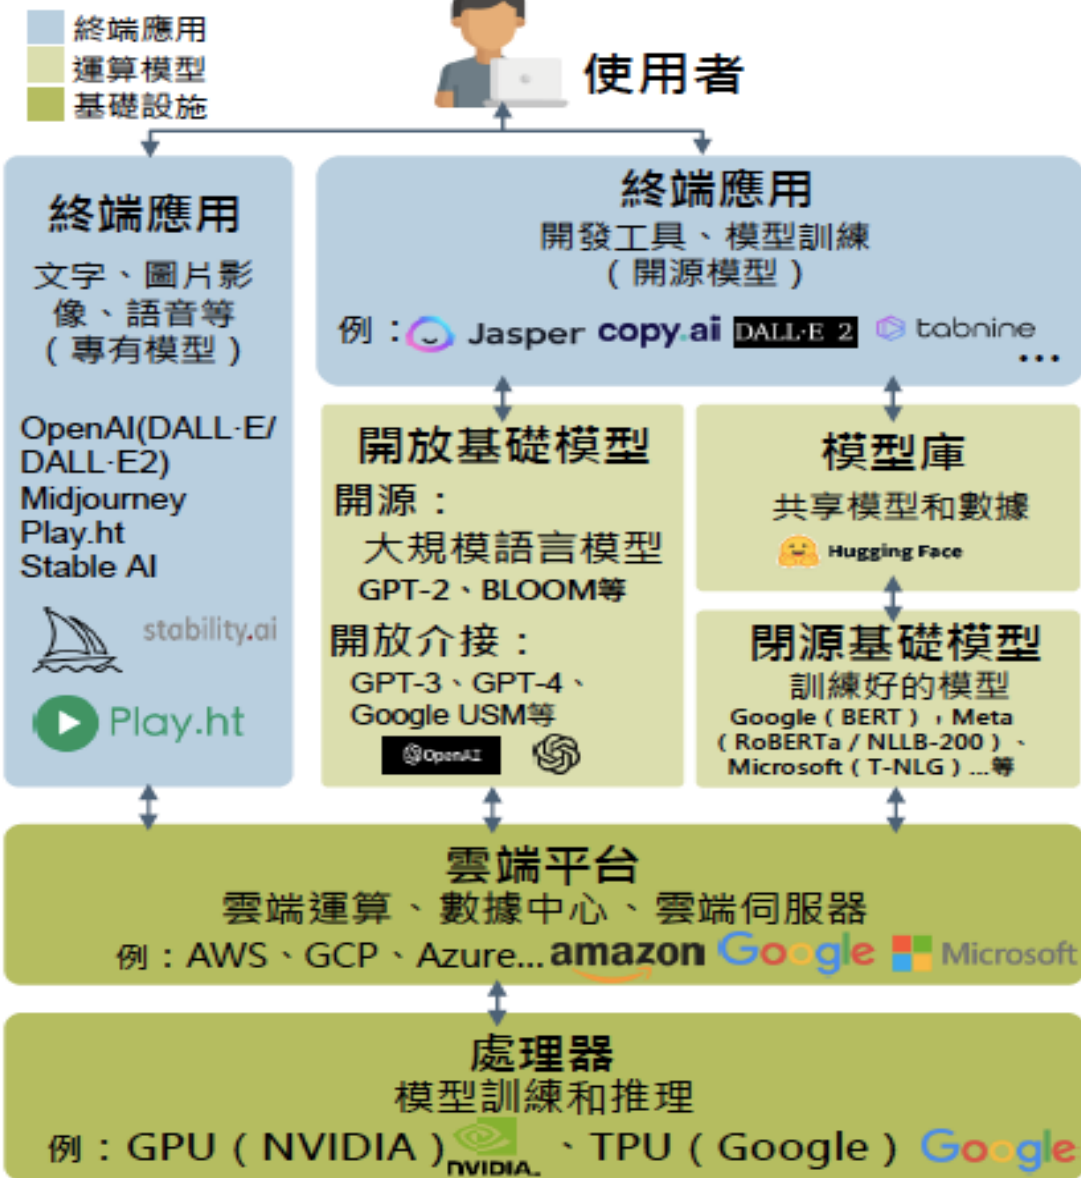 終端應用
運算模型
基礎設施
使用者
終端應用
文字、圖片影
像、語音等
(專有模型)
OpenAI(DALL·E/
DALL·E2)
Midjourney
Play.ht
Stable AI
stability.ai
Play.ht
終端應用
開發工具、模型訓練
(開源模型)
例: Jasper copy.ai DALL·E 2 tabnine
...
開放基礎模型
開源:
大規模語言模型
GPT-2、BLOOM等
開放介接:
GPT-3、GPT-4、
Google USM等
OpenAI
模型庫
共享模型和數據
Hugging Face
閉源基礎模型
訓練好的模型
Google(BERT),Meta
(RoBERTa / NLLB-200)、
Microsoft(T-NLG)...等
雲端平台
雲端運算、數據中心、雲端伺服器
例:AWS、GCP、Azure... amazon Google Microsoft
處理器
模型訓練和推理
例:GPU(NVIDIA) NVIDIA. 、TPU(Google) Google